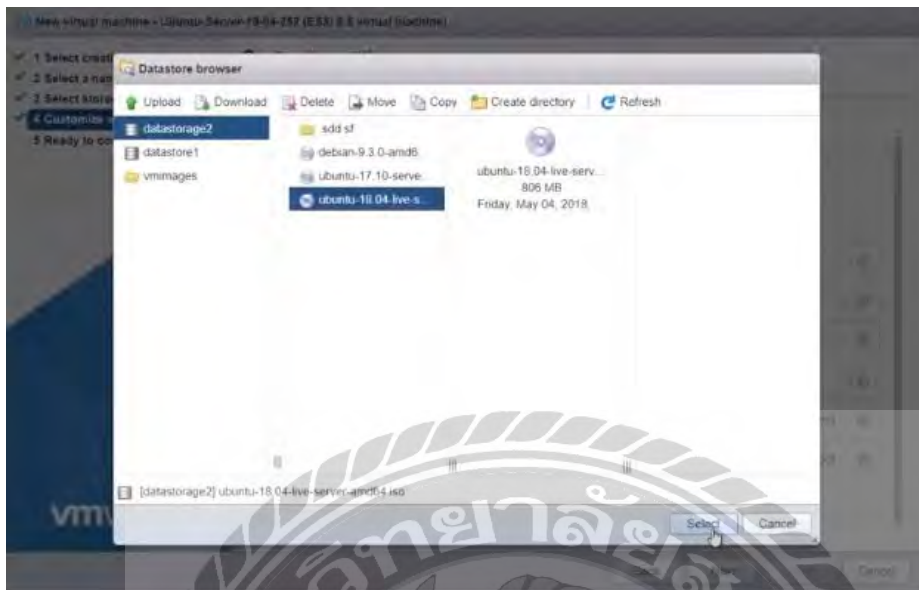 New virtual machine - Ubuntu-Server-18-04-257 (ESXi 6.5 virtual machine)
1 Select creati
2 Select a nam
3 Select storag
4 Customize
5 Ready to co
Datastore browser
Upload Download Delete Move Copy Create directory Refresh
datastorage2
datastore1
vmimages
sdd sf
debian-9.3.0-amd6..
ubuntu-17.10-serve..
ubuntu-18.04-live-s..
ubuntu-18.04-live-serv...
806 MB
Friday, May 04, 2018,
[datastorage2] ubuntu-18.04-live-server-amd64.iso
Select Cancel
vm
Cancel